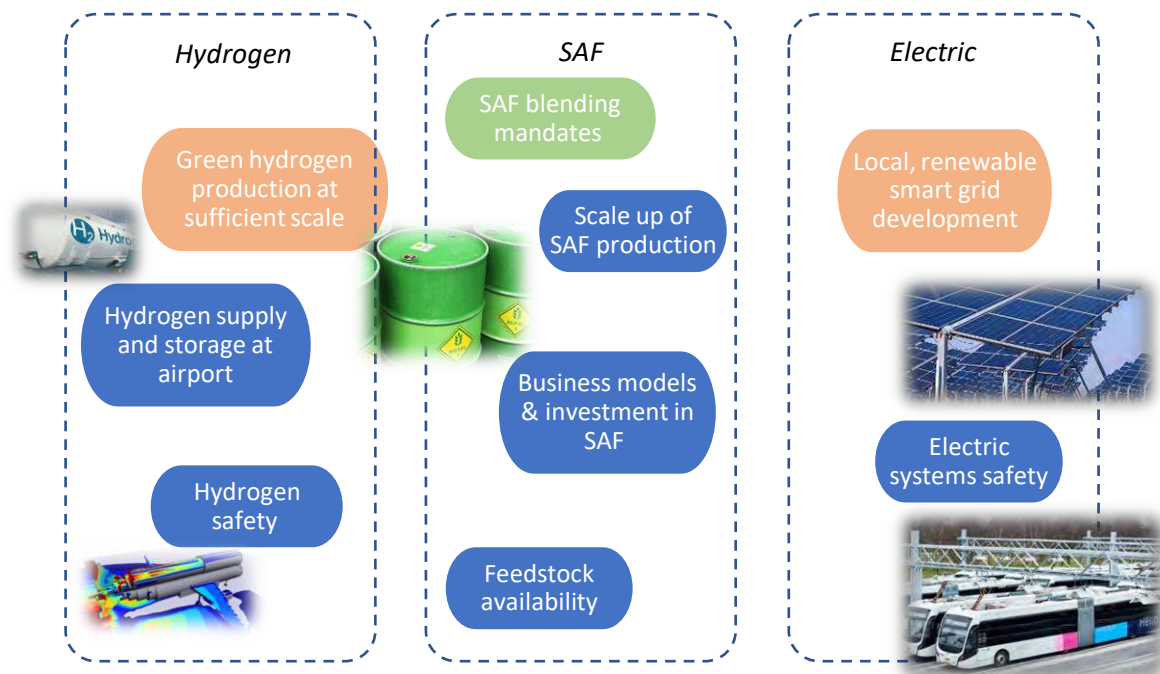 Hydrogen
Green hydrogen
production at
sufficient scale
H2 Hydro
Hydrogen supply
and storage at
airport
Hydrogen
safety
SAF
SAF blending
mandates
Scale up of
SAF production
Business models
& investment in
SAF
Feedstock
availability
Electric
Local, renewable
smart grid
development
Electric
systems safety